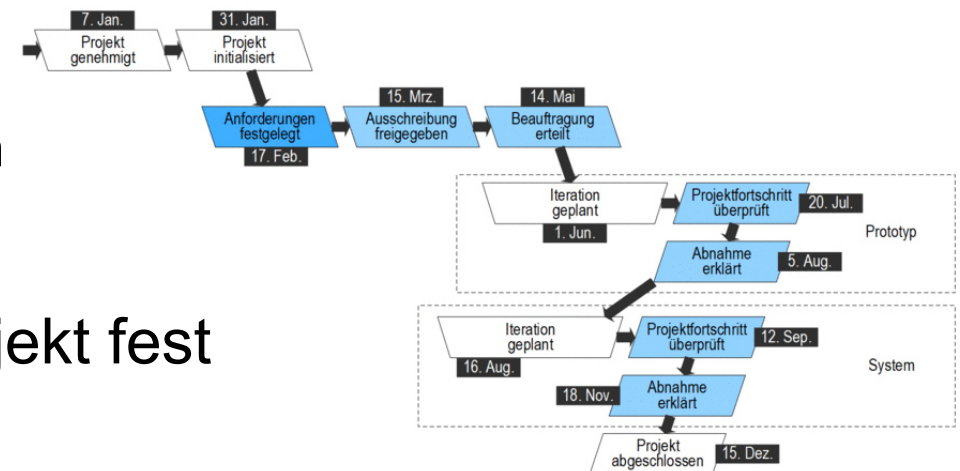 7. Jan.
Projekt
genehmigt
31. Jan.
Projekt
initialisiert
Anforderungen
festgelegt
17. Feb.
15. Mrz.
Ausschreibung
freigegeben
14. Mai
Beauftragung
erteilt
Iteration
geplant
1. Jun.
Projektfortschritt
überprüft
20. Jul.
Prototyp
Abnahme
erklärt
5. Aug.
jekt fest
Iteration
geplant
16. Aug.
Projektfortschritt
überprüft
12. Sep.
System
Abnahme
erklärt
18. Nov.
Projekt
abgeschlossen
15. Dez.